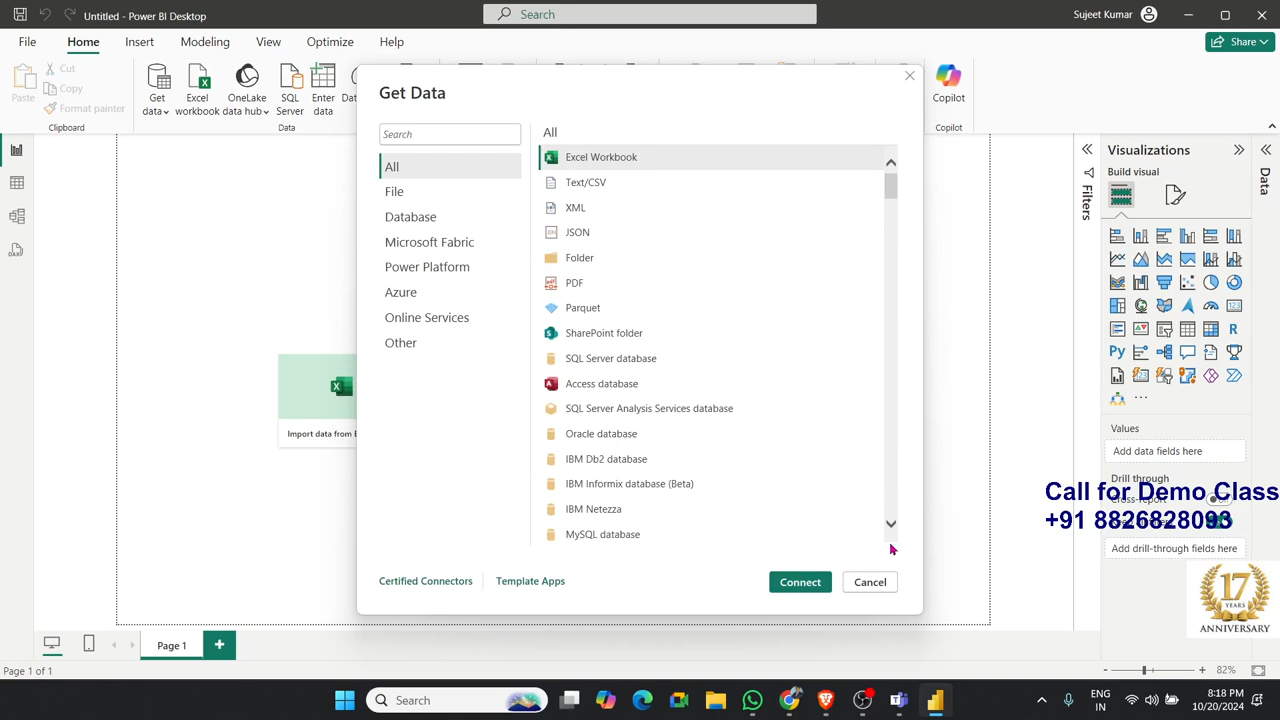 Untitled - Power BI Desktop
Search
Sujeet Kumar
File
Home
Insert
Modeling
View
Optimize
Help
Share
Paste
Cut
Copy
Format painter
Clipboard
Get
data
Excel
workbook
OneLake
data hub
SQL
Server
Enter
data
Dat
Data
Copilot
Copilot
Get Data
Search
All
File
Database
Microsoft Fabric
Power Platform
Azure
Online Services
Other
All
Excel Workbook
Text/CSV
XML
JSON
Folder
PDF
Parquet
SharePoint folder
SQL Server database
Access database
SQL Server Analysis Services database
Oracle database
IBM Db2 database
IBM Informix database (Beta)
IBM Netezza
MySQL database
Certified Connectors
Template Apps
Connect
Cancel
Import data from E
Filters
Visualizations
Build visual
Data
Values
Add data fields here
Drill through
Cross-report
Call for Demo Class
+91 8826828093
Add drill-through fields here
17
YEARS
ANNIVERSARY
Page 1
Page 1 of 1
82%
Search
ENG
IN
8:18 PM
10/20/2024